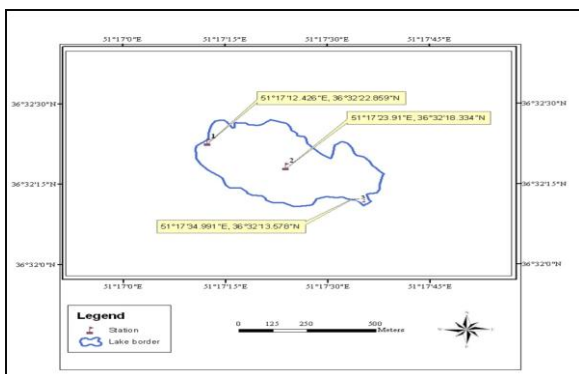 51°17'0"E 51°17'15"E 51°17'30"E 51°17'45"E
36°32'30"N 36°32'30"N
51°17'12.426"E, 36°32'22.859"N
51°17'23.91"E, 36°32'18.334"N
1
2
36°32'15"N 36°32'15"N
3
51°17'34.991"E, 36°32'13.578"N
36°32'0"N 36°32'0"N
51°17'0"E 51°17'15"E 51°17'30"E 51°17'45"E
Legend
Station
Lake border
0 125 250 500
Meters